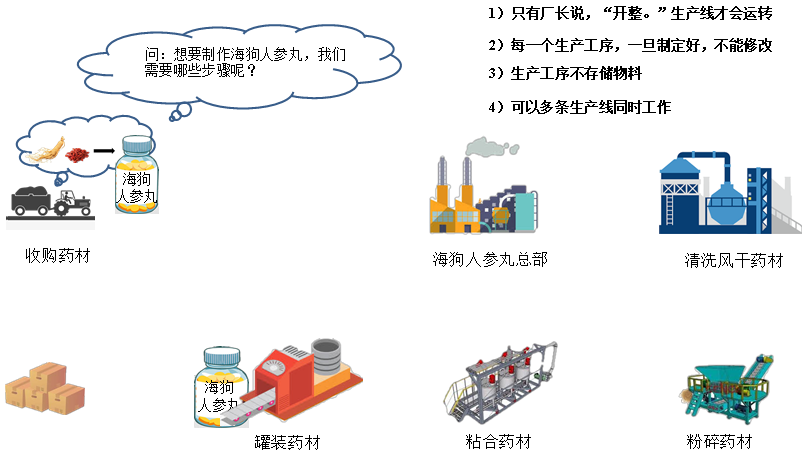 1）只有厂长说，“开整。”生产线才会运转
2）每一个生产工序，一旦制定好，不能修改
3）生产工序不存储物料
4）可以多条生产线同时工作
问：想要制作海狗人参丸，我们
需要哪些步骤呢？
海狗
人参丸
收购药材
海狗人参丸总部
清洗风干药材
海狗
人参丸
罐装药材
粘合药材
粉碎药材